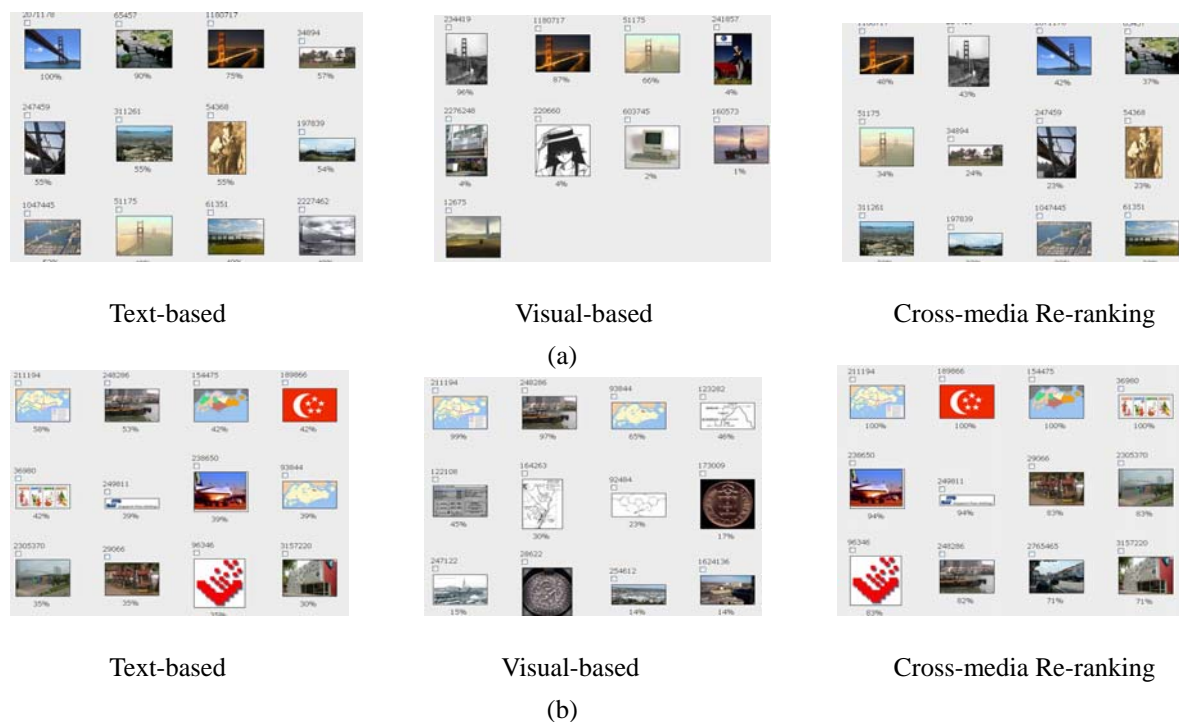 2071178 65457 1180717 34894
100% 90% 75% 57%
247459 311261 54368 197839
55% 55% 55% 54%
1047445 51175 61351 2227462
234419 1180717 51175 241857
96% 87% 66% 4%
2276248 220660 603745 160573
4% 4% 2% 1%
12675
48% 43% 42% 37%
51175 34894 247459 54368
34% 24% 23% 23%
311261 197839 1047445 61351
Text-based Visual-based Cross-media Re-ranking
(a)
211194 248286 154475 189866
58% 53% 42% 42%
36980 249811 238650 93844
42% 39% 39% 39%
2305370 29066 96346 3157220
35% 35% 35% 30%
211194 248286 93844 123282
99% 97% 65% 46%
122108 164263 92484 173009
45% 30% 23% 17%
247122 28622 254612 1624136
15% 14% 14%
211194 189866 154475 36980
100% 100% 100% 100%
238650 249811 29066 2305370
94% 94% 83% 83%
96346 248286 2765465 3157220
83% 82% 71% 71%
Text-based Visual-based Cross-media Re-ranking
(b)